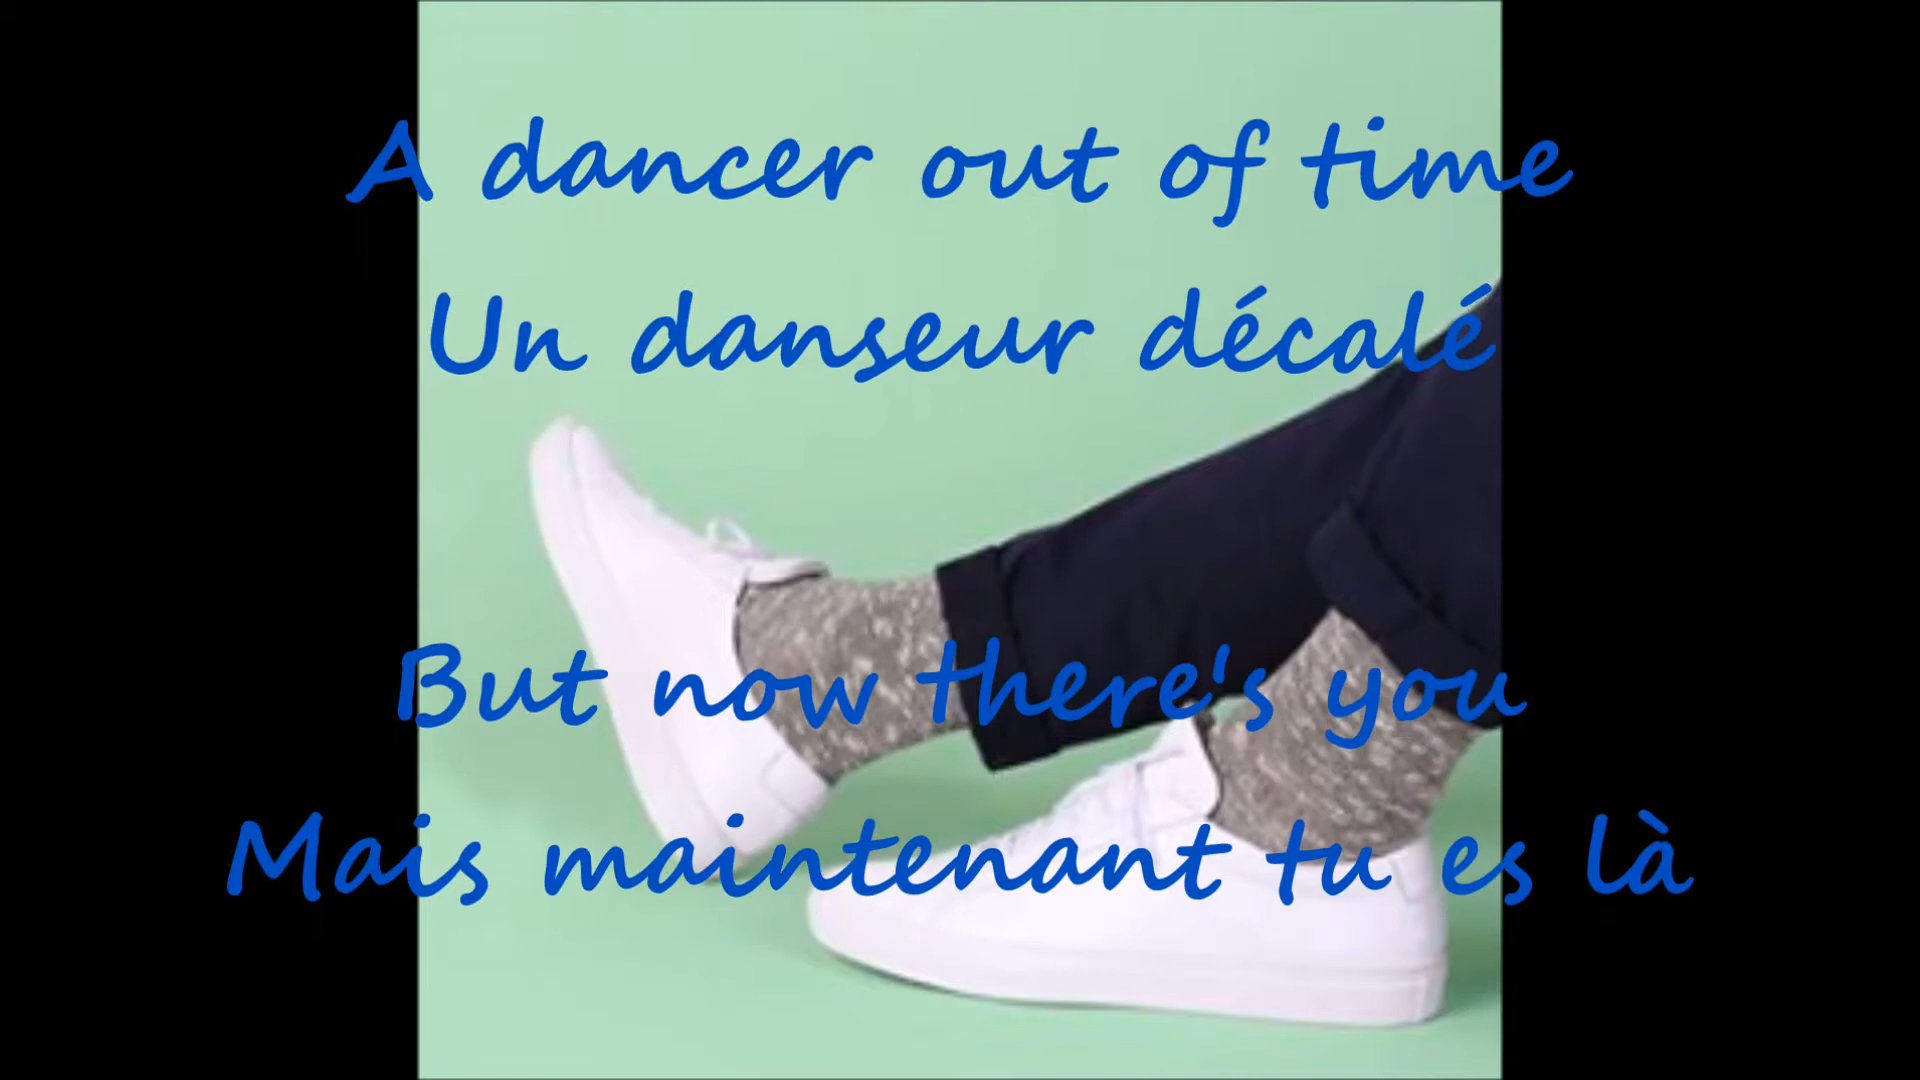 A dancer out of time
Un danseur décalé
But now there's you
Mais maintenant tu es là